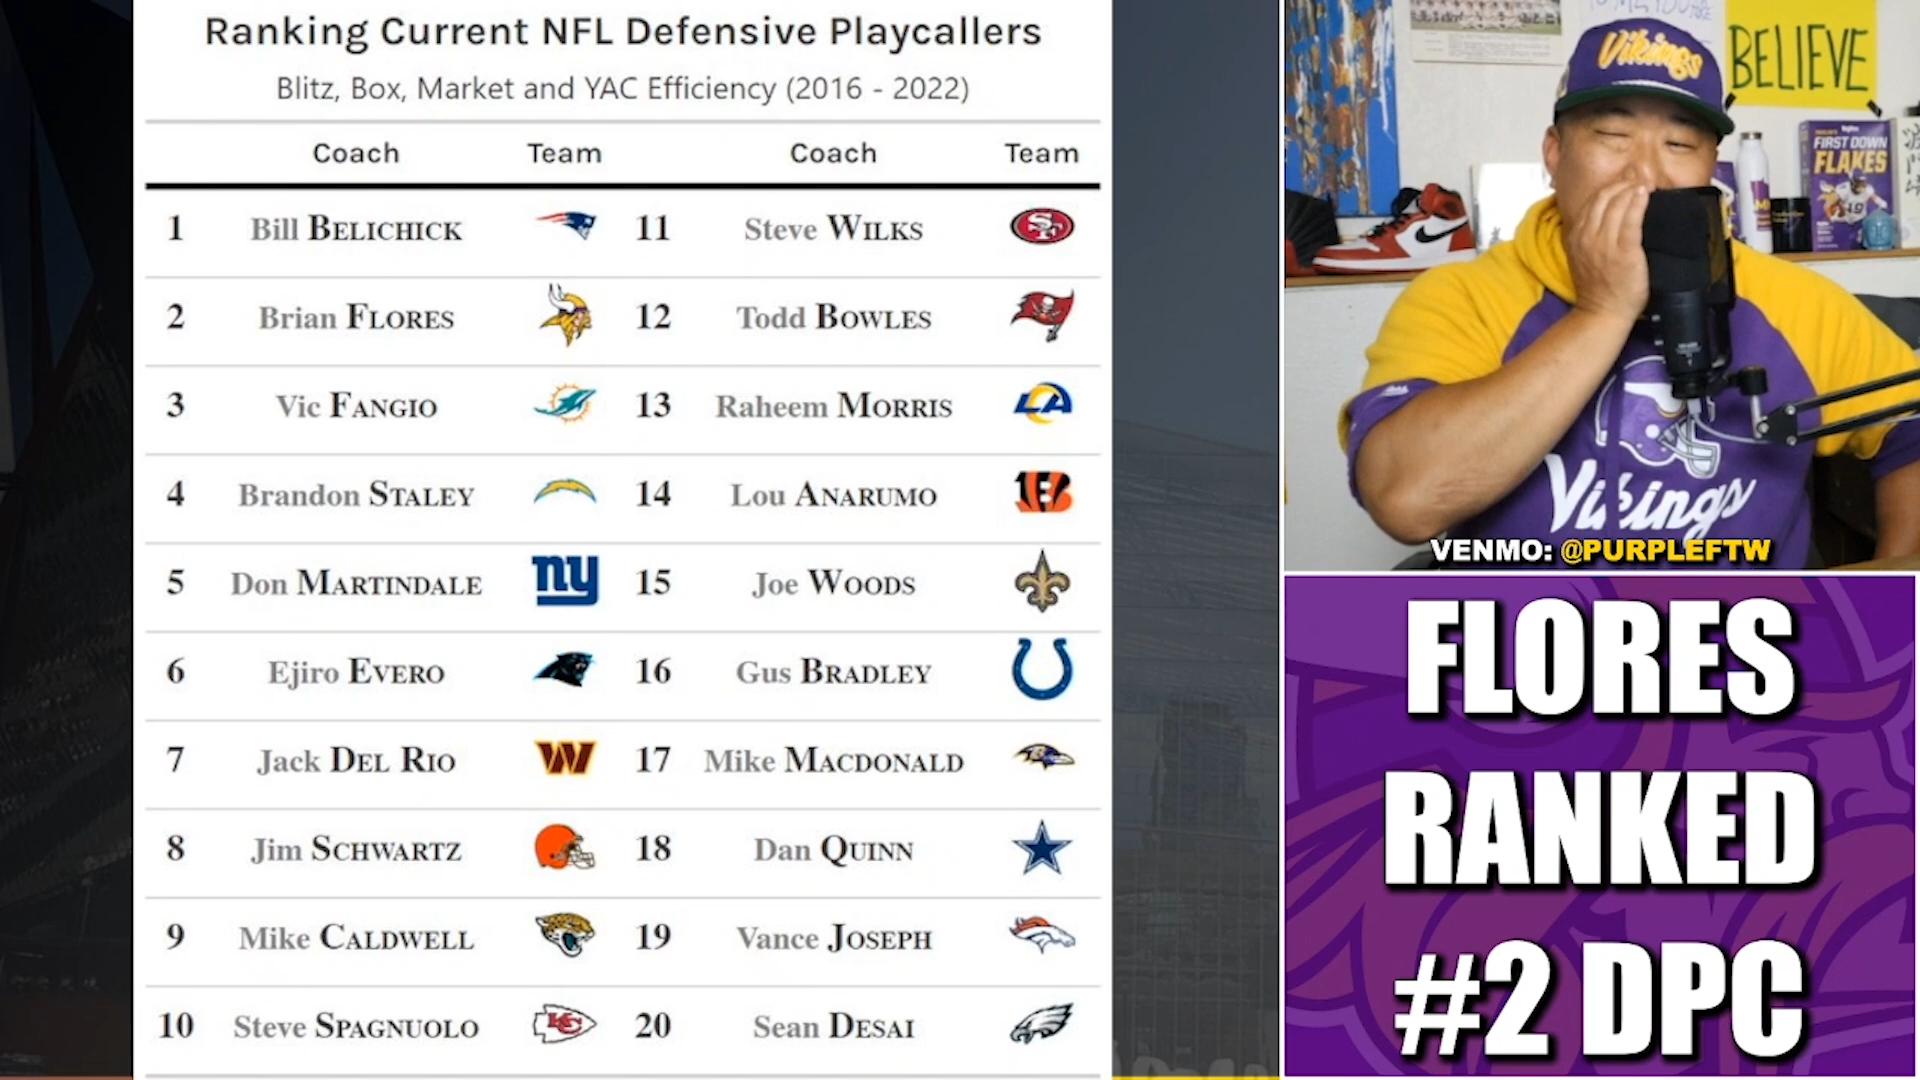 Ranking Current NFL Defensive Playcallers
Blitz, Box, Market and YAC Efficiency (2016 - 2022)
Coach Team Coach Team
1 Bill BELICHICK 11 Steve WILKS
2 Brian FLORES 12 Todd BOWLES
3 Vic FANGIO 13 Raheem MORRIS
4 Brandon STALEY 14 Lou ANARUMO
5 Don MARTINDALE ny 15 Joe WOODS
6 Ejiro EVERO 16 Gus BRADLEY
7 Jack DEL RIO W 17 Mike MACDONALD
8 Jim SCHWARTZ 18 Dan QUINN
9 Mike CALDWELL 19 Vance JOSEPH
10 Steve SPAGNUOLO KC 20 Sean DESAI
SF
LA
B
Vikings
BELIEVE
FIRST DOWN
FLAKES
Vikings
VENMO: @PURPLEFTW
FLORES
RANKED
#2 DPC